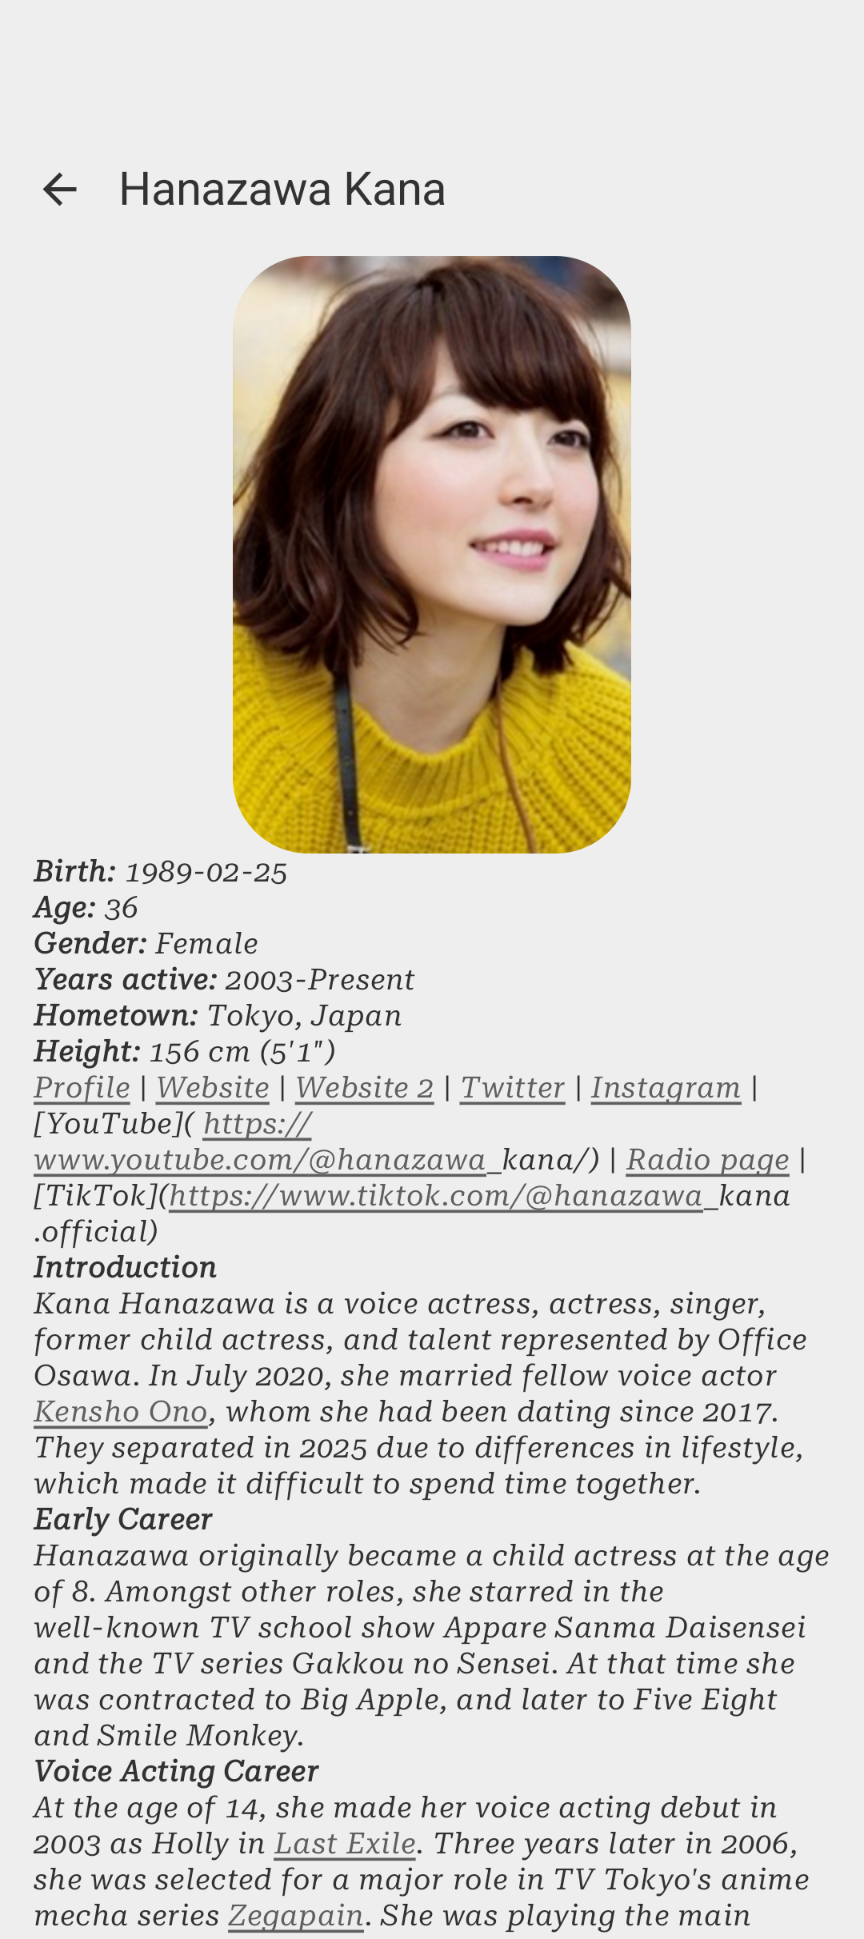 Hanazawa Kana
Birth: 1989-02-25
Age: 36
Gender: Female
Years active: 2003-Present
Hometown: Tokyo, Japan
Height: 156 cm (5'1")
Profile | Website | Website 2 | Twitter | Instagram |
[YouTube]( https://
www.youtube.com/@hanazawa_kana/) | Radio page |
[TikTok](https://www.tiktok.com/@hanazawa_kana
.official)
Introduction
Kana Hanazawa is a voice actress, actress, singer,
former child actress, and talent represented by Office
Osawa. In July 2020, she married fellow voice actor
Kensho Ono, whom she had been dating since 2017.
They separated in 2025 due to differences in lifestyle,
which made it difficult to spend time together.
Early Career
Hanazawa originally became a child actress at the age
of 8. Amongst other roles, she starred in the
well-known TV school show Appare Sanma Daisensei
and the TV series Gakkou no Sensei. At that time she
was contracted to Big Apple, and later to Five Eight
and Smile Monkey.
Voice Acting Career
At the age of 14, she made her voice acting debut in
2003 as Holly in Last Exile. Three years later in 2006,
she was selected for a major role in TV Tokyo's anime
mecha series Zegapain. She was playing the main